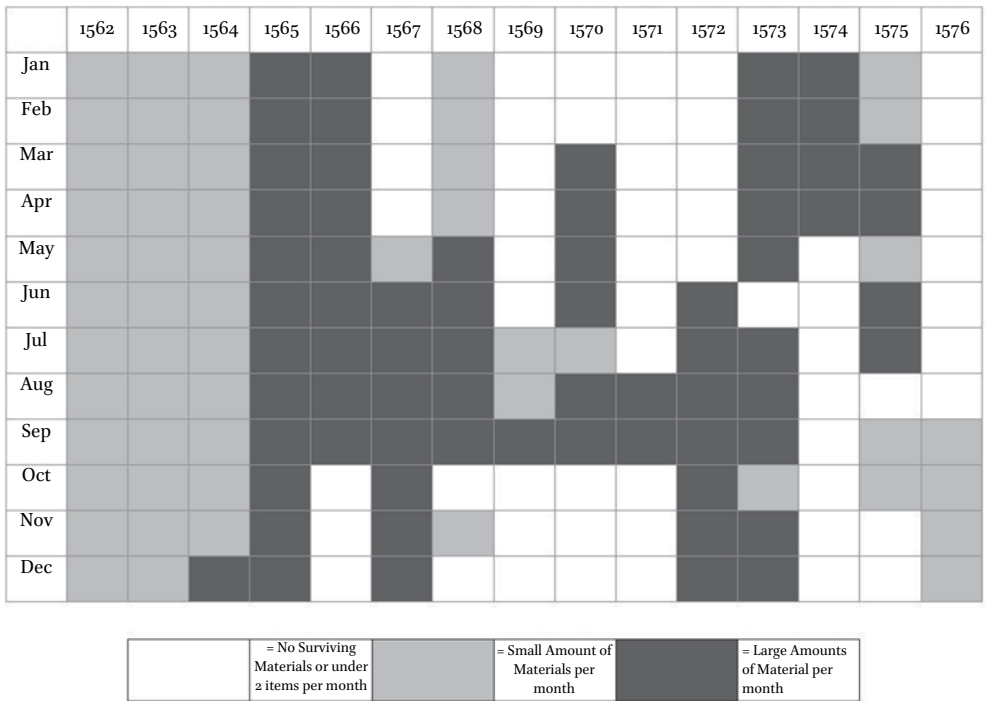 1562 1563 1564 1565 1566 1567 1568 1569 1570 1571 1572 1573 1574 1575 1576
Jan
Feb
Mar
Apr
May
Jun
Jul
Aug
Sep
Oct
Nov
Dec
= No Surviving
Materials or under
2 items per month
= Small Amount of
Materials per
month
= Large Amounts
of Material per
month